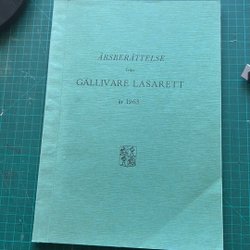 ÅRSBERÄTTELSE
från
GÄLLIVARE LASARETT
år 1963